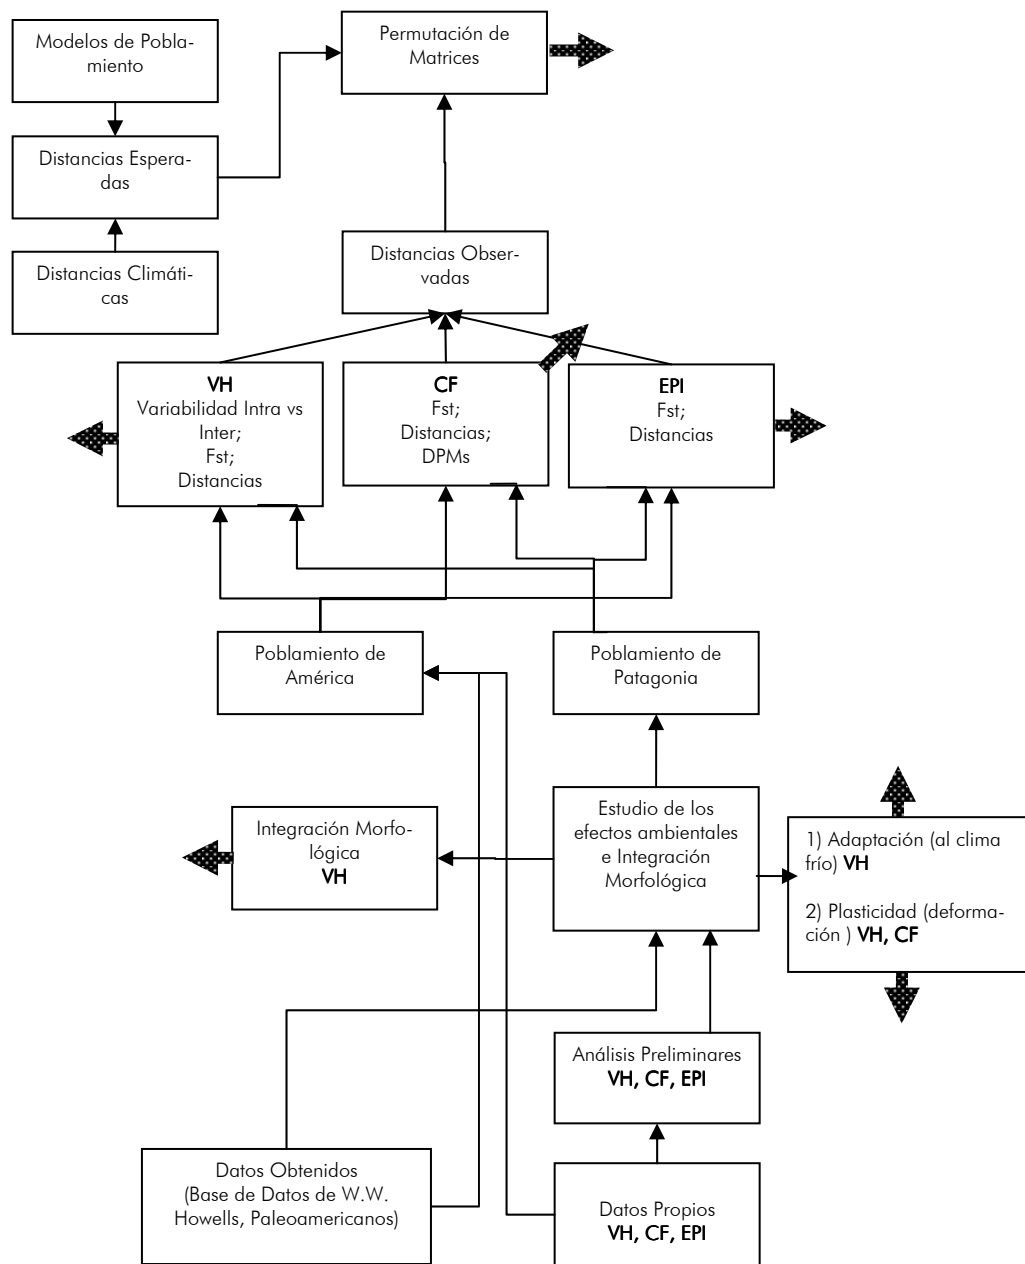 Modelos de Pobla-
miento
Permutación de
Matrices
Distancias Espera-
das
Distancias Climáti-
cas
Distancias Obser-
vadas
VH
Variabilidad Intra vs
Inter;
Fst;
Distancias
CF
Fst;
Distancias;
DPMs
EPI
Fst;
Distancias
Poblamiento de
América
Poblamiento de
Patagonia
Integración Morfo-
lógica
VH
Estudio de los
efectos ambientales
e Integración
Morfológica
1) Adaptación (al clima
frío) VH
2) Plasticidad (deforma-
ción ) VH, CF
Análisis Preliminares
VH, CF, EPI
Datos Obtenidos
(Base de Datos de W.W.
Howells, Paleoamericanos)
Datos Propios
VH, CF, EPI